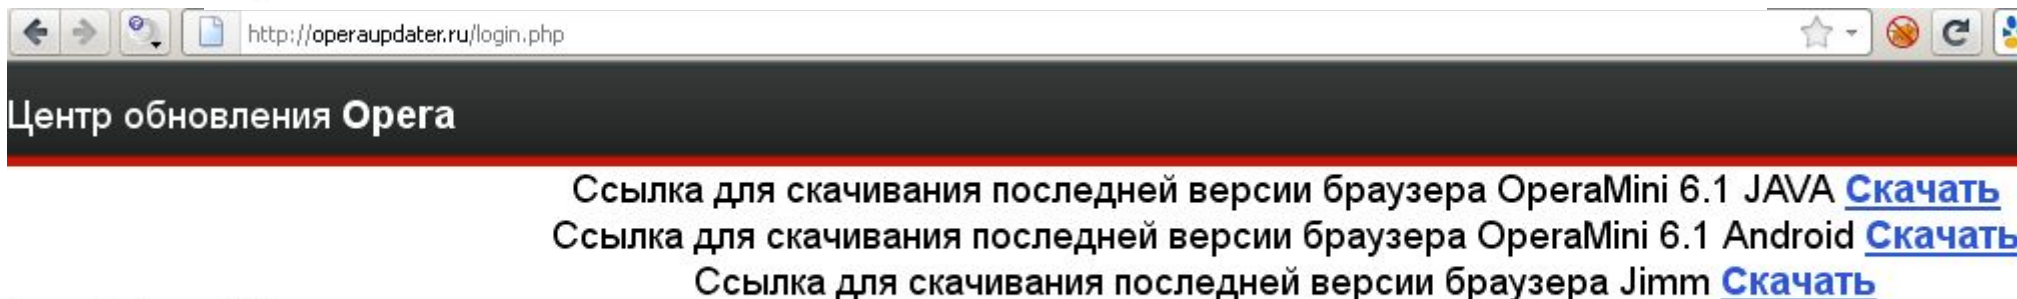 http://operaupdater.ru/login.php
Центр обновления Opera
Ссылка для скачивания последней версии браузера OperaMini 6.1 JAVA Скачать
Ссылка для скачивания последней версии браузера OperaMini 6.1 Android Скачать
Ссылка для скачивания последней версии браузера Jimm Скачать